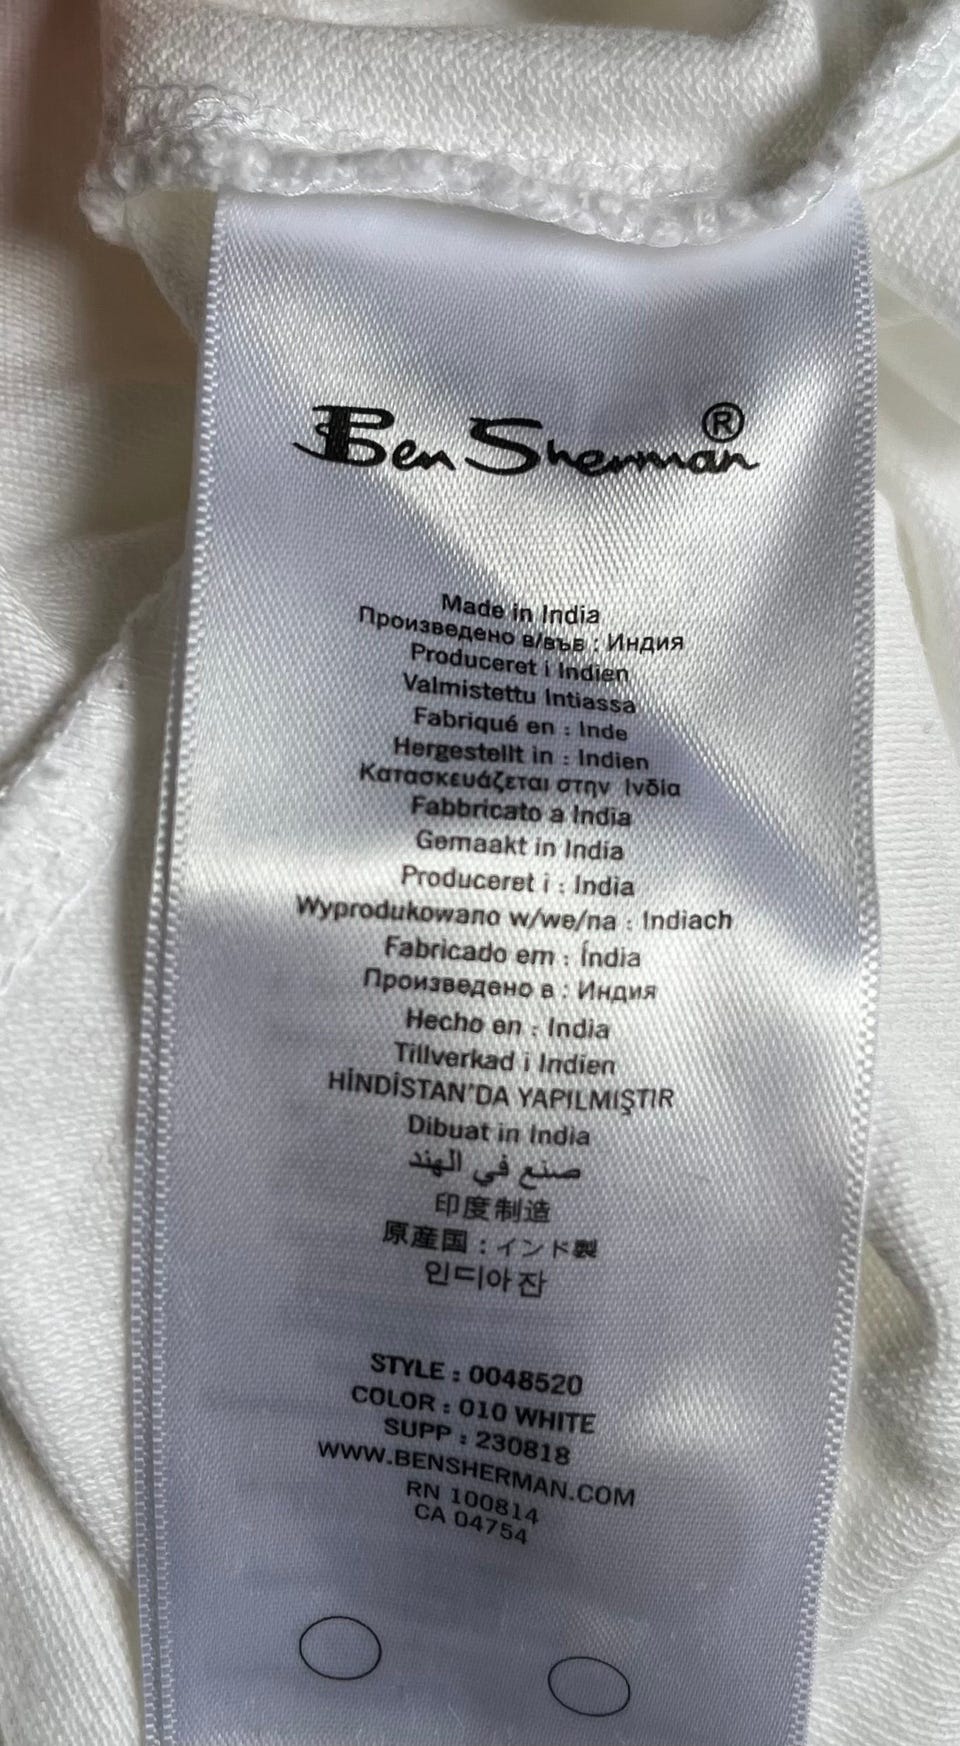 Ben Sherman®
Made in India
Произведено в/във : Индия
Produceret i Indien
Valmistettu Intiassa
Fabriqué en : Inde
Hergestellt in : Indien
Κατασκευάζεται στην Ινδία
Fabbricato a India
Gemaakt in India
Produceret i : India
Wyprodukowano w/we/na : Indiach
Fabricado em : Índia
Произведено в : Индия
Hecho en : India
Tillverkad i Indien
HİNDİSTAN'DA YAPILMIŞTIR
Dibuat in India
صنع في الهند
印度制造
原産国 : インド製
인디아잔
STYLE : 0048520
COLOR : 010 WHITE
SUPP : 230818
WWW.BENSHERMAN.COM
RN 100814
CA 04754